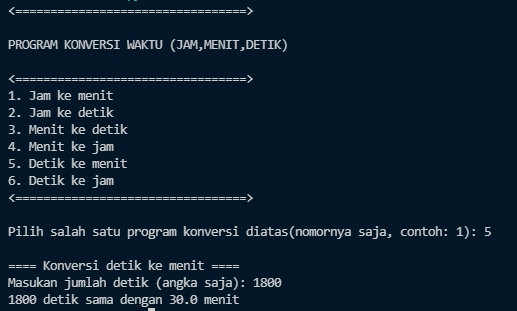 <================================>
PROGRAM KONVERSI WAKTU (JAM,MENIT,DETIK)
<================================>
1. Jam ke menit
2. Jam ke detik
3. Menit ke detik
4. Menit ke jam
5. Detik ke menit
6. Detik ke jam
<================================>
Pilih salah satu program konversi diatas(nomornya saja, contoh: 1): 5
==== Konversi detik ke menit ====
Masukan jumlah detik (angka saja): 1800
1800 detik sama dengan 30.0 menit